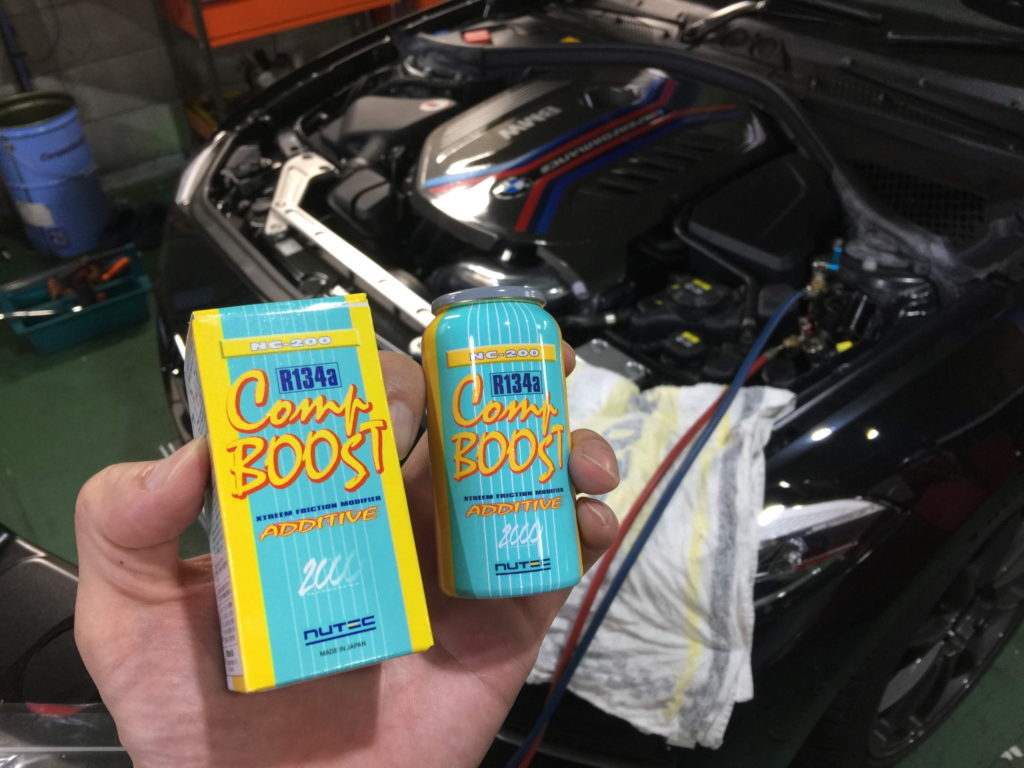 NC-200
R134a
Comp
BOOST
XTREEM FRICTION MODIFIER
ADDITIVE
2000
NUTEC
MADE IN JAPAN
NC-200
R134a
Comp
BOOST
XTREEM FRICTION MODIFIER
ADDITIVE
2000
NUTEC
BMW
M PERFORMANCE